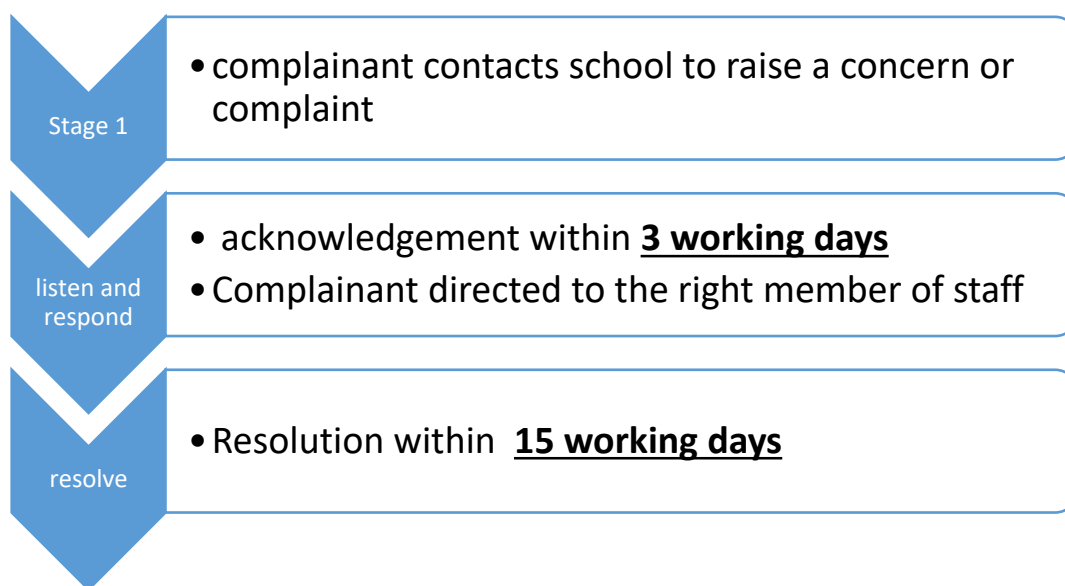 Stage 1
• complainant contacts school to raise a concern or
complaint
listen and
respond
• acknowledgement within 3 working days
• Complainant directed to the right member of staff
resolve
• Resolution within 15 working days